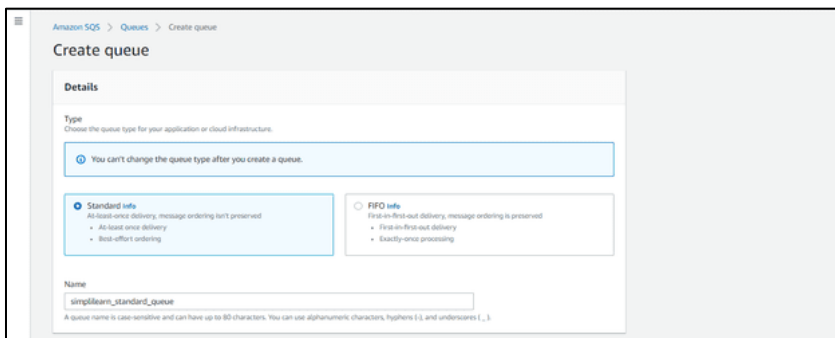 Amazon SQS > Queues > Create queue
Create queue
Details
Type
Choose the queue type for your application or cloud infrastructure.
You can't change the queue type after you create a queue.
Standard Info
At-least-once delivery, message ordering isn't preserved
• At-least once delivery
• Best-effort ordering
FIFO Info
First-in-first-out delivery, message ordering is preserved
• First-in-first-out delivery
• Exactly-once processing
Name
simplilearn_standard_queue
A queue name is case-sensitive and can have up to 80 characters. You can use alphanumeric characters, hyphens (-), and underscores ( _ ).